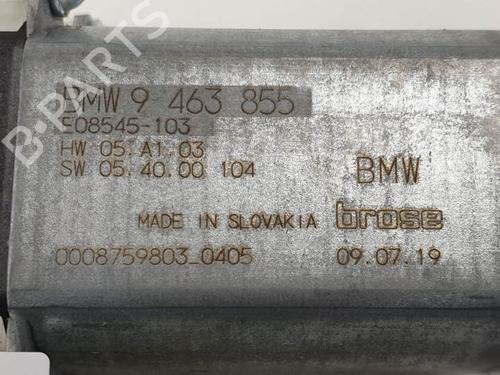 BMW 9 463 855
E08545-103
HW 05.A1.03
SW 05.40.00 104
BMW
MADE IN SLOVAKIA brose
0008759803_0405 09.07.19
B-PARTS